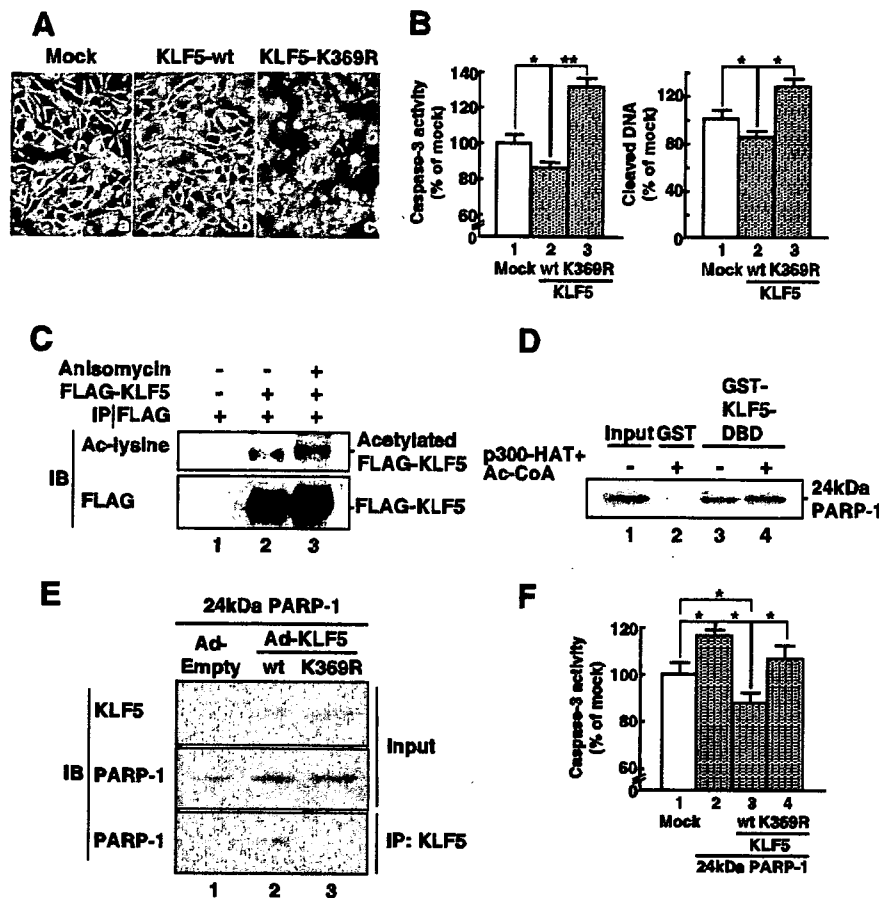 A
Mock KLF5-wt KLF5-K369R
a b c
B
Caspase-3 activity
(% of mock)
140
120
100
80
60
0
1 2 3
Mock wt K369R
KLF5
* **
Cleaved DNA
(% of mock)
120
80
40
0
1 2 3
Mock wt K369R
KLF5
* *
C
Anisomycin - - +
FLAG-KLF5 - + +
IP|FLAG + + +
IB
Ac-lysine
Acetylated
FLAG-KLF5
FLAG
FLAG-KLF5
1 2 3
D
GST-
KLF5-
DBD
Input GST
p300-HAT+
Ac-CoA
- + - +
24kDa
PARP-1
1 2 3 4
E
24kDa PARP-1
Ad-
Empty
Ad-KLF5
wt K369R
IB
KLF5
PARP-1
Input
PARP-1
IP: KLF5
1 2 3
F
Caspase-3 activity
(% of mock)
120
100
80
60
0
*
* * *
1 2 3 4
Mock
wt K369R
KLF5
24kDa PARP-1